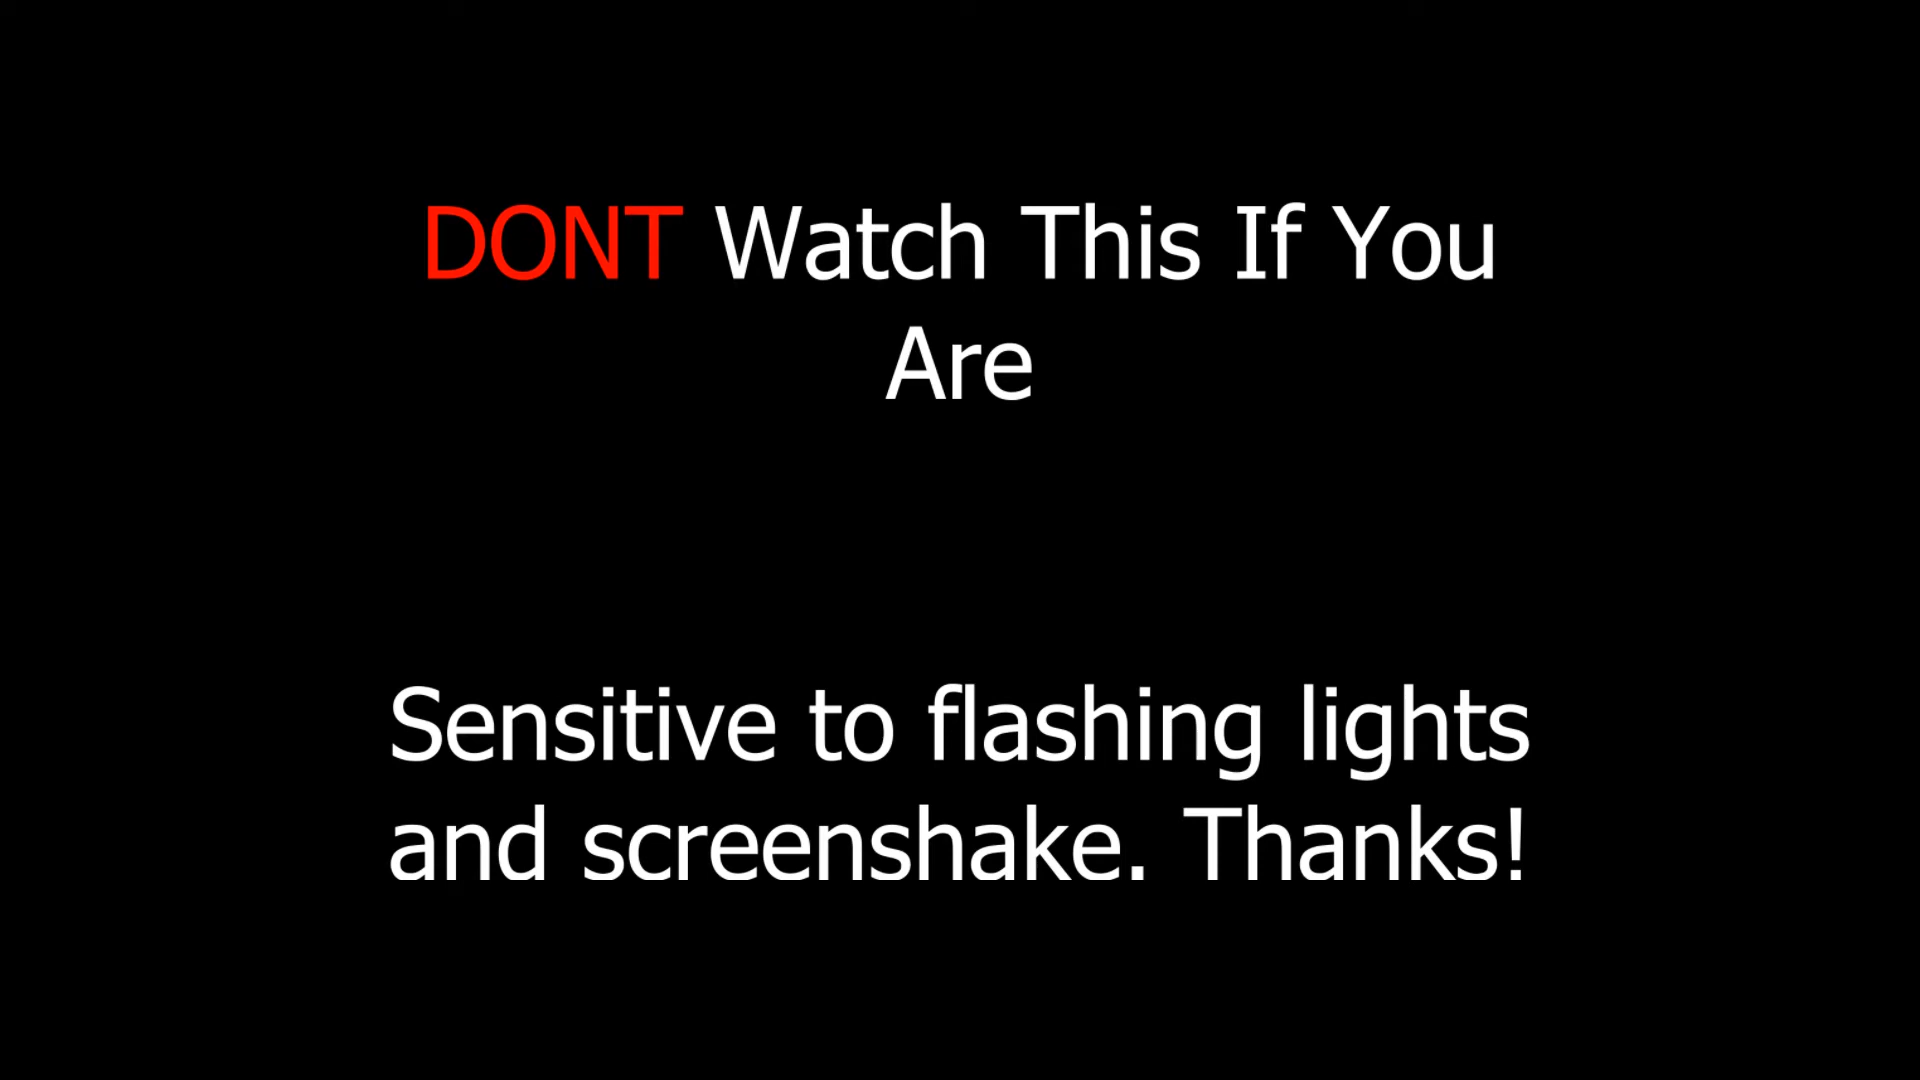 DONT Watch This If You
Are
Sensitive to flashing lights
and screenshake. Thanks!